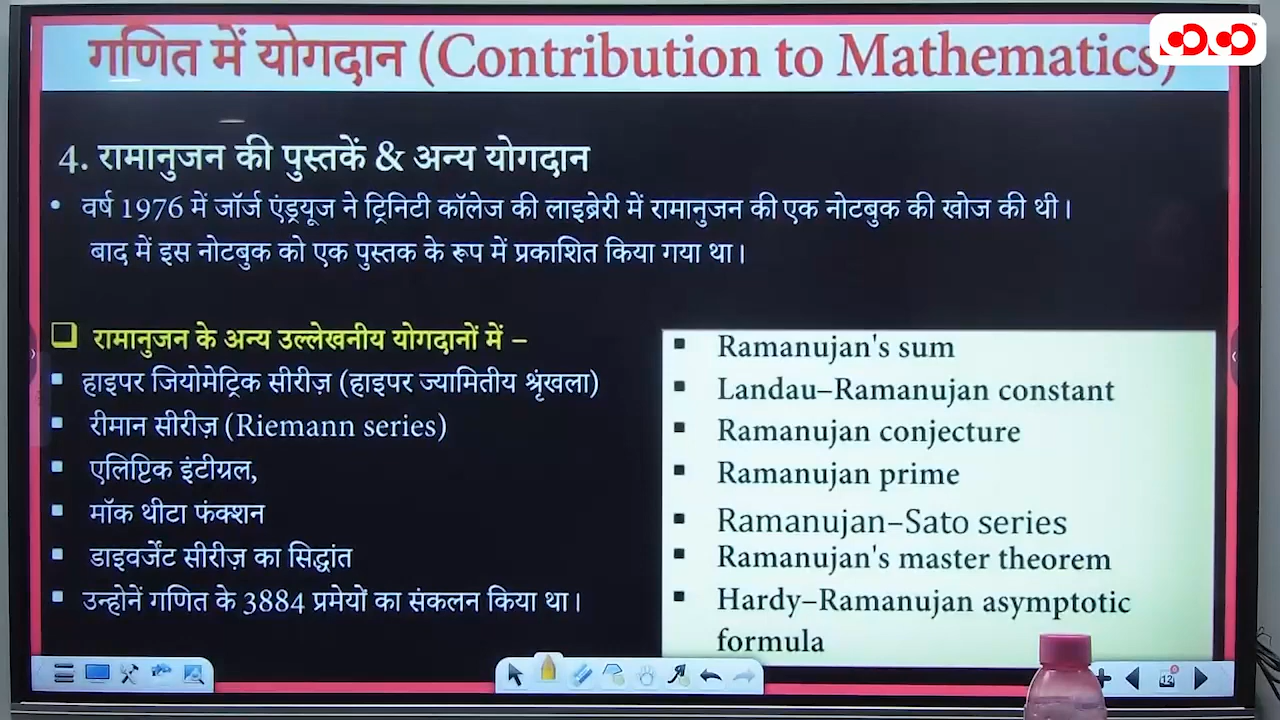 गणित में योगदान (Contribution to Mathematics)
4. रामानुजन की पुस्तकें & अन्य योगदान
• वर्ष 1976 में जॉर्ज एंड्रयूज ने ट्रिनिटी कॉलेज की लाइब्रेरी में रामानुजन की एक नोटबुक की खोज की थी।
बाद में इस नोटबुक को एक पुस्तक के रूप में प्रकाशित किया गया था।
❑ रामानुजन के अन्य उल्लेखनीय योगदानों में –
▪ हाइपर जियोमेट्रिक सीरीज़ (हाइपर ज्यामितीय श्रृंखला)
▪ रीमान सीरीज़ (Riemann series)
▪ एलिप्टिक इंटीग्रल,
▪ मॉक थीटा फंक्शन
▪ डाइवर्जेंट सीरीज़ का सिद्धांत
▪ उन्होनें गणित के 3884 प्रमेयों का संकलन किया था।
▪ Ramanujan's sum
▪ Landau–Ramanujan constant
▪ Ramanujan conjecture
▪ Ramanujan prime
▪ Ramanujan–Sato series
▪ Ramanujan's master theorem
▪ Hardy–Ramanujan asymptotic
formula
12